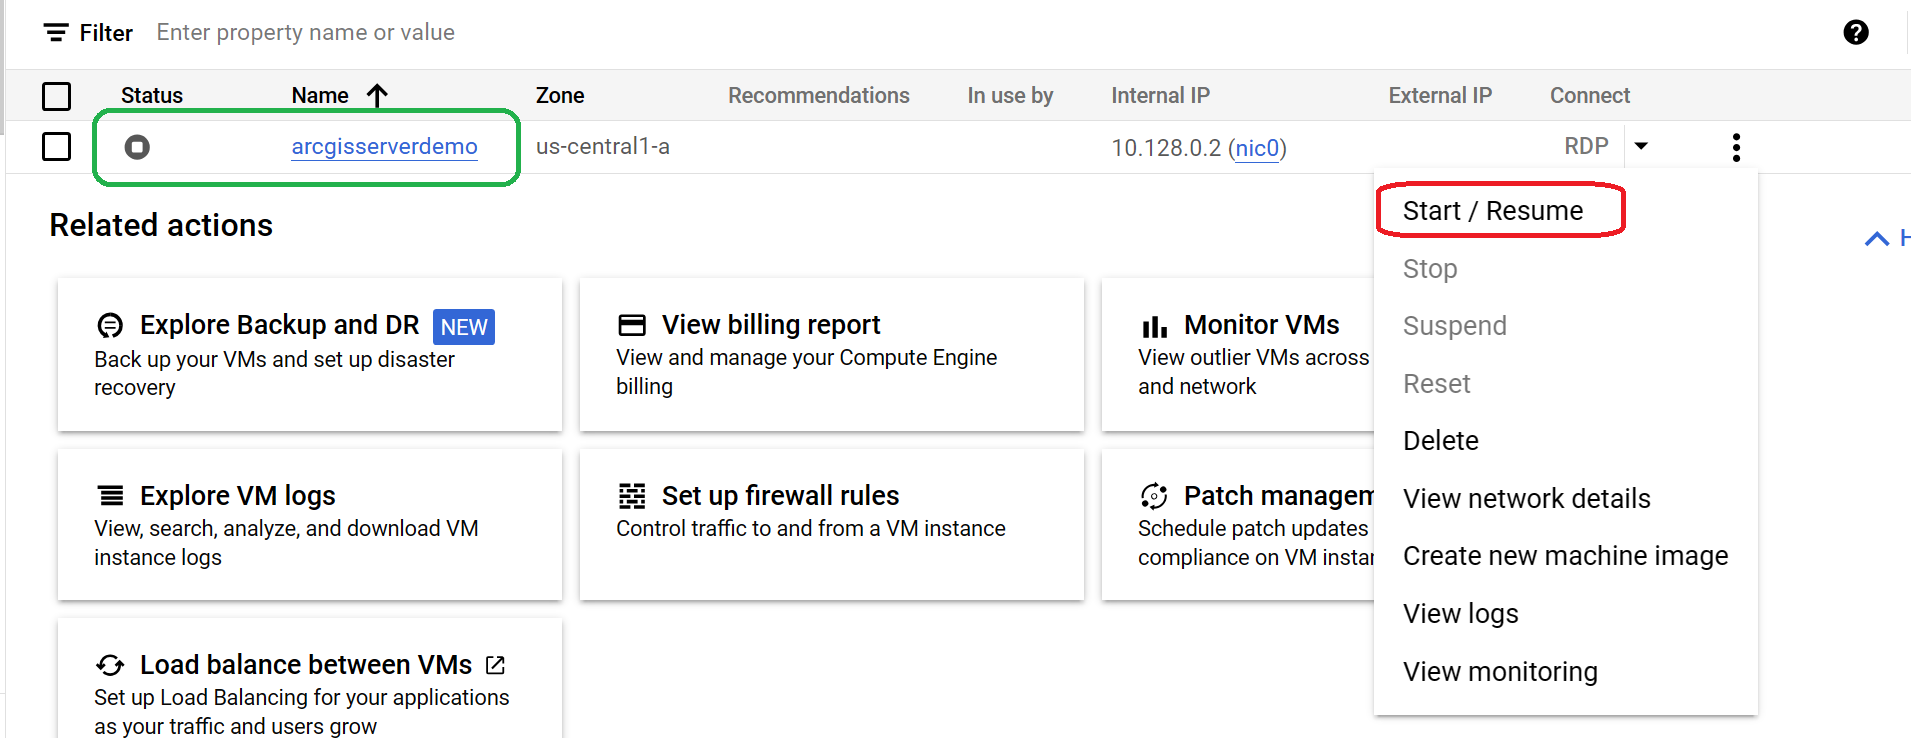 Filter Enter property name or value
Status Name Zone Recommendations In use by Internal IP External IP Connect
arcgisserverdemo us-central1-a 10.128.0.2 (nic0) RDP
Related actions
Start / Resume
Stop
Suspend
Reset
Delete
View network details
Create new machine image
View logs
View monitoring
H
Explore Backup and DR NEW
Back up your VMs and set up disaster
recovery
View billing report
View and manage your Compute Engine
billing
Monitor VMs
View outlier VMs across
and network
Explore VM logs
View, search, analyze, and download VM
instance logs
Set up firewall rules
Control traffic to and from a VM instance
Patch managem
Schedule patch updates
compliance on VM instan
Load balance between VMs
Set up Load Balancing for your applications
as your traffic and users grow